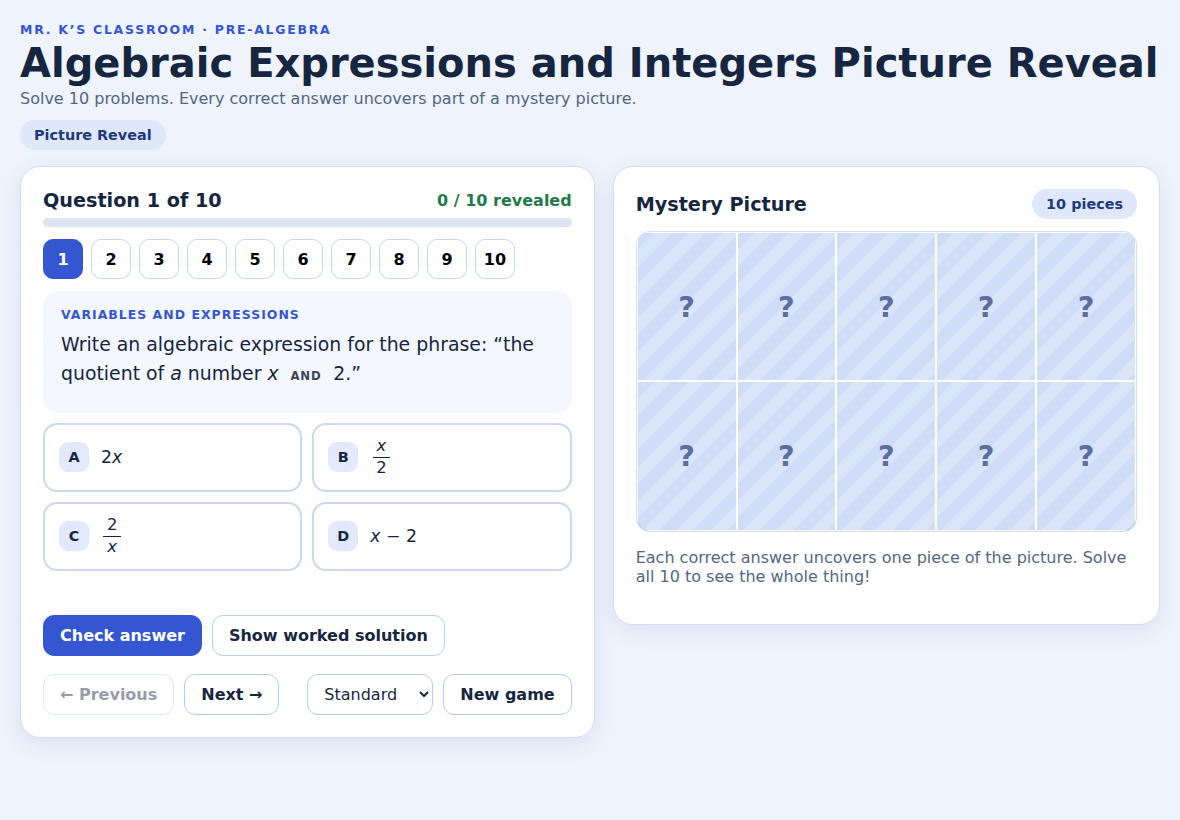 MR. K’S CLASSROOM · PRE-ALGEBRA
Algebraic Expressions and Integers Picture Reveal
Solve 10 problems. Every correct answer uncovers part of a mystery picture.
Picture Reveal
Question 1 of 10
0 / 10 revealed
1 2 3 4 5 6 7 8 9 10
VARIABLES AND EXPRESSIONS
Write an algebraic expression for the phrase: “the
quotient of a number x AND 2.”
A 2x
B x/2
C 2/x
D x − 2
Check answer
Show worked solution
← Previous
Next →
Standard
New game
Mystery Picture
10 pieces
? ? ? ? ?
? ? ? ? ?
Each correct answer uncovers one piece of the picture. Solve
all 10 to see the whole thing!